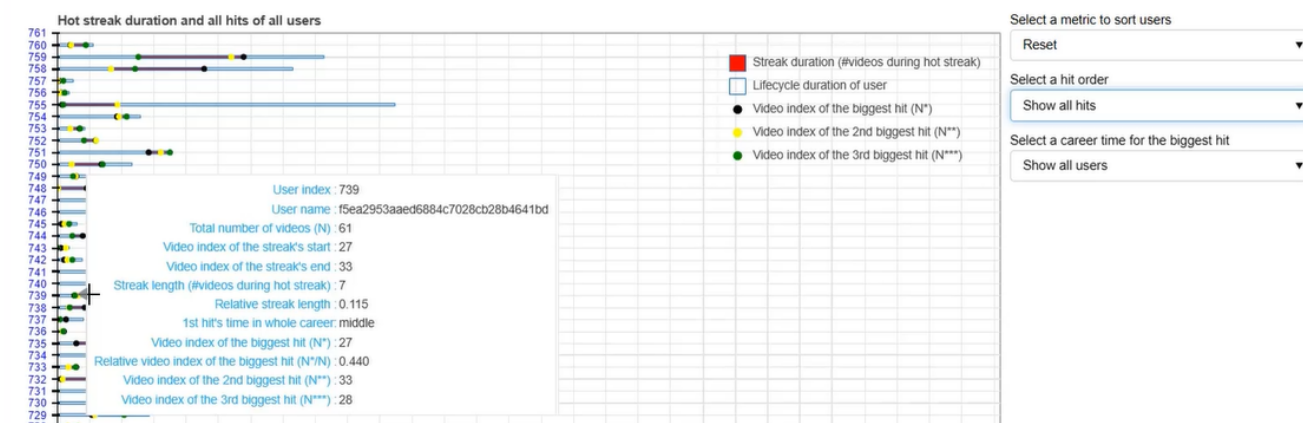 Hot streak duration and all hits of all users
761
760
759
758
757
756
755
754
753
752
751
750
749
748
747
746
745
744
743
742
741
740
739
738
737
736
735
734
733
732
731
730
729
Streak duration (#videos during hot streak)
Lifecycle duration of user
Video index of the biggest hit (N*)
Video index of the 2nd biggest hit (N**)
Video index of the 3rd biggest hit (N***)
User index : 739
User name : f5ea2953aaed6884c7028cb28b4641bd
Total number of videos (N) : 61
Video index of the streak's start : 27
Video index of the streak's end : 33
Streak length (#videos during hot streak) : 7
Relative streak length : 0.115
1st hit's time in whole career: middle
Video index of the biggest hit (N*) : 27
Relative video index of the biggest hit (N*/N) : 0.440
Video index of the 2nd biggest hit (N**) : 33
Video index of the 3rd biggest hit (N***) : 28
Select a metric to sort users
Reset
Select a hit order
Show all hits
Select a career time for the biggest hit
Show all users